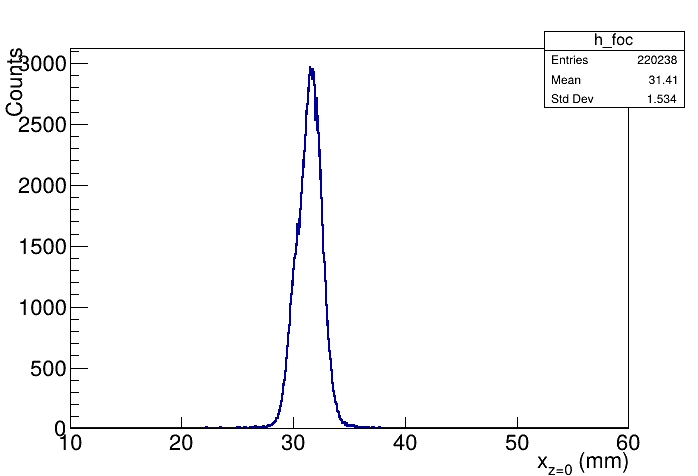 h_foc
Entries 220238
Mean 31.41
Std Dev 1.534
Counts
3000
2500
2000
1500
1000
500
0
10 20 30 40 50 60
x_{z=0} (mm)